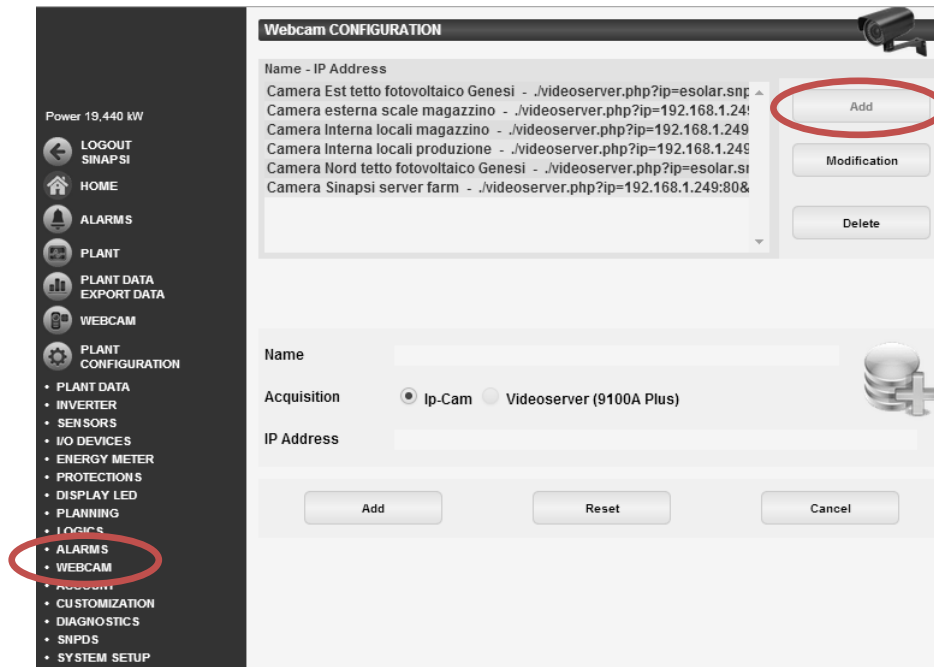 Webcam CONFIGURATION
Name - IP Address
Camera Est tetto fotovoltaico Genesi - ./videoserver.php?ip=esolar.snp
Camera esterna scale magazzino - ./videoserver.php?ip=192.168.1.249
Camera Interna locali magazzino - ./videoserver.php?ip=192.168.1.249
Camera Interna locali produzione - ./videoserver.php?ip=192.168.1.249
Camera Nord tetto fotovoltaico Genesi - ./videoserver.php?ip=esolar.sn
Camera Sinapsi server farm - ./videoserver.php?ip=192.168.1.249:80&
Add
Modification
Delete
Power 19,440 kW
LOGOUT
SINAPSI
HOME
ALARMS
PLANT
PLANT DATA
EXPORT DATA
WEBCAM
PLANT
CONFIGURATION
• PLANT DATA
• INVERTER
• SENSORS
• I/O DEVICES
• ENERGY METER
• PROTECTIONS
• DISPLAY LED
• PLANNING
• LOGICS
• ALARMS
• WEBCAM
• ACCOUNT
• CUSTOMIZATION
• DIAGNOSTICS
• SNPDS
• SYSTEM SETUP
Name
Acquisition
Ip-Cam
Videoserver (9100A Plus)
IP Address
Add
Reset
Cancel